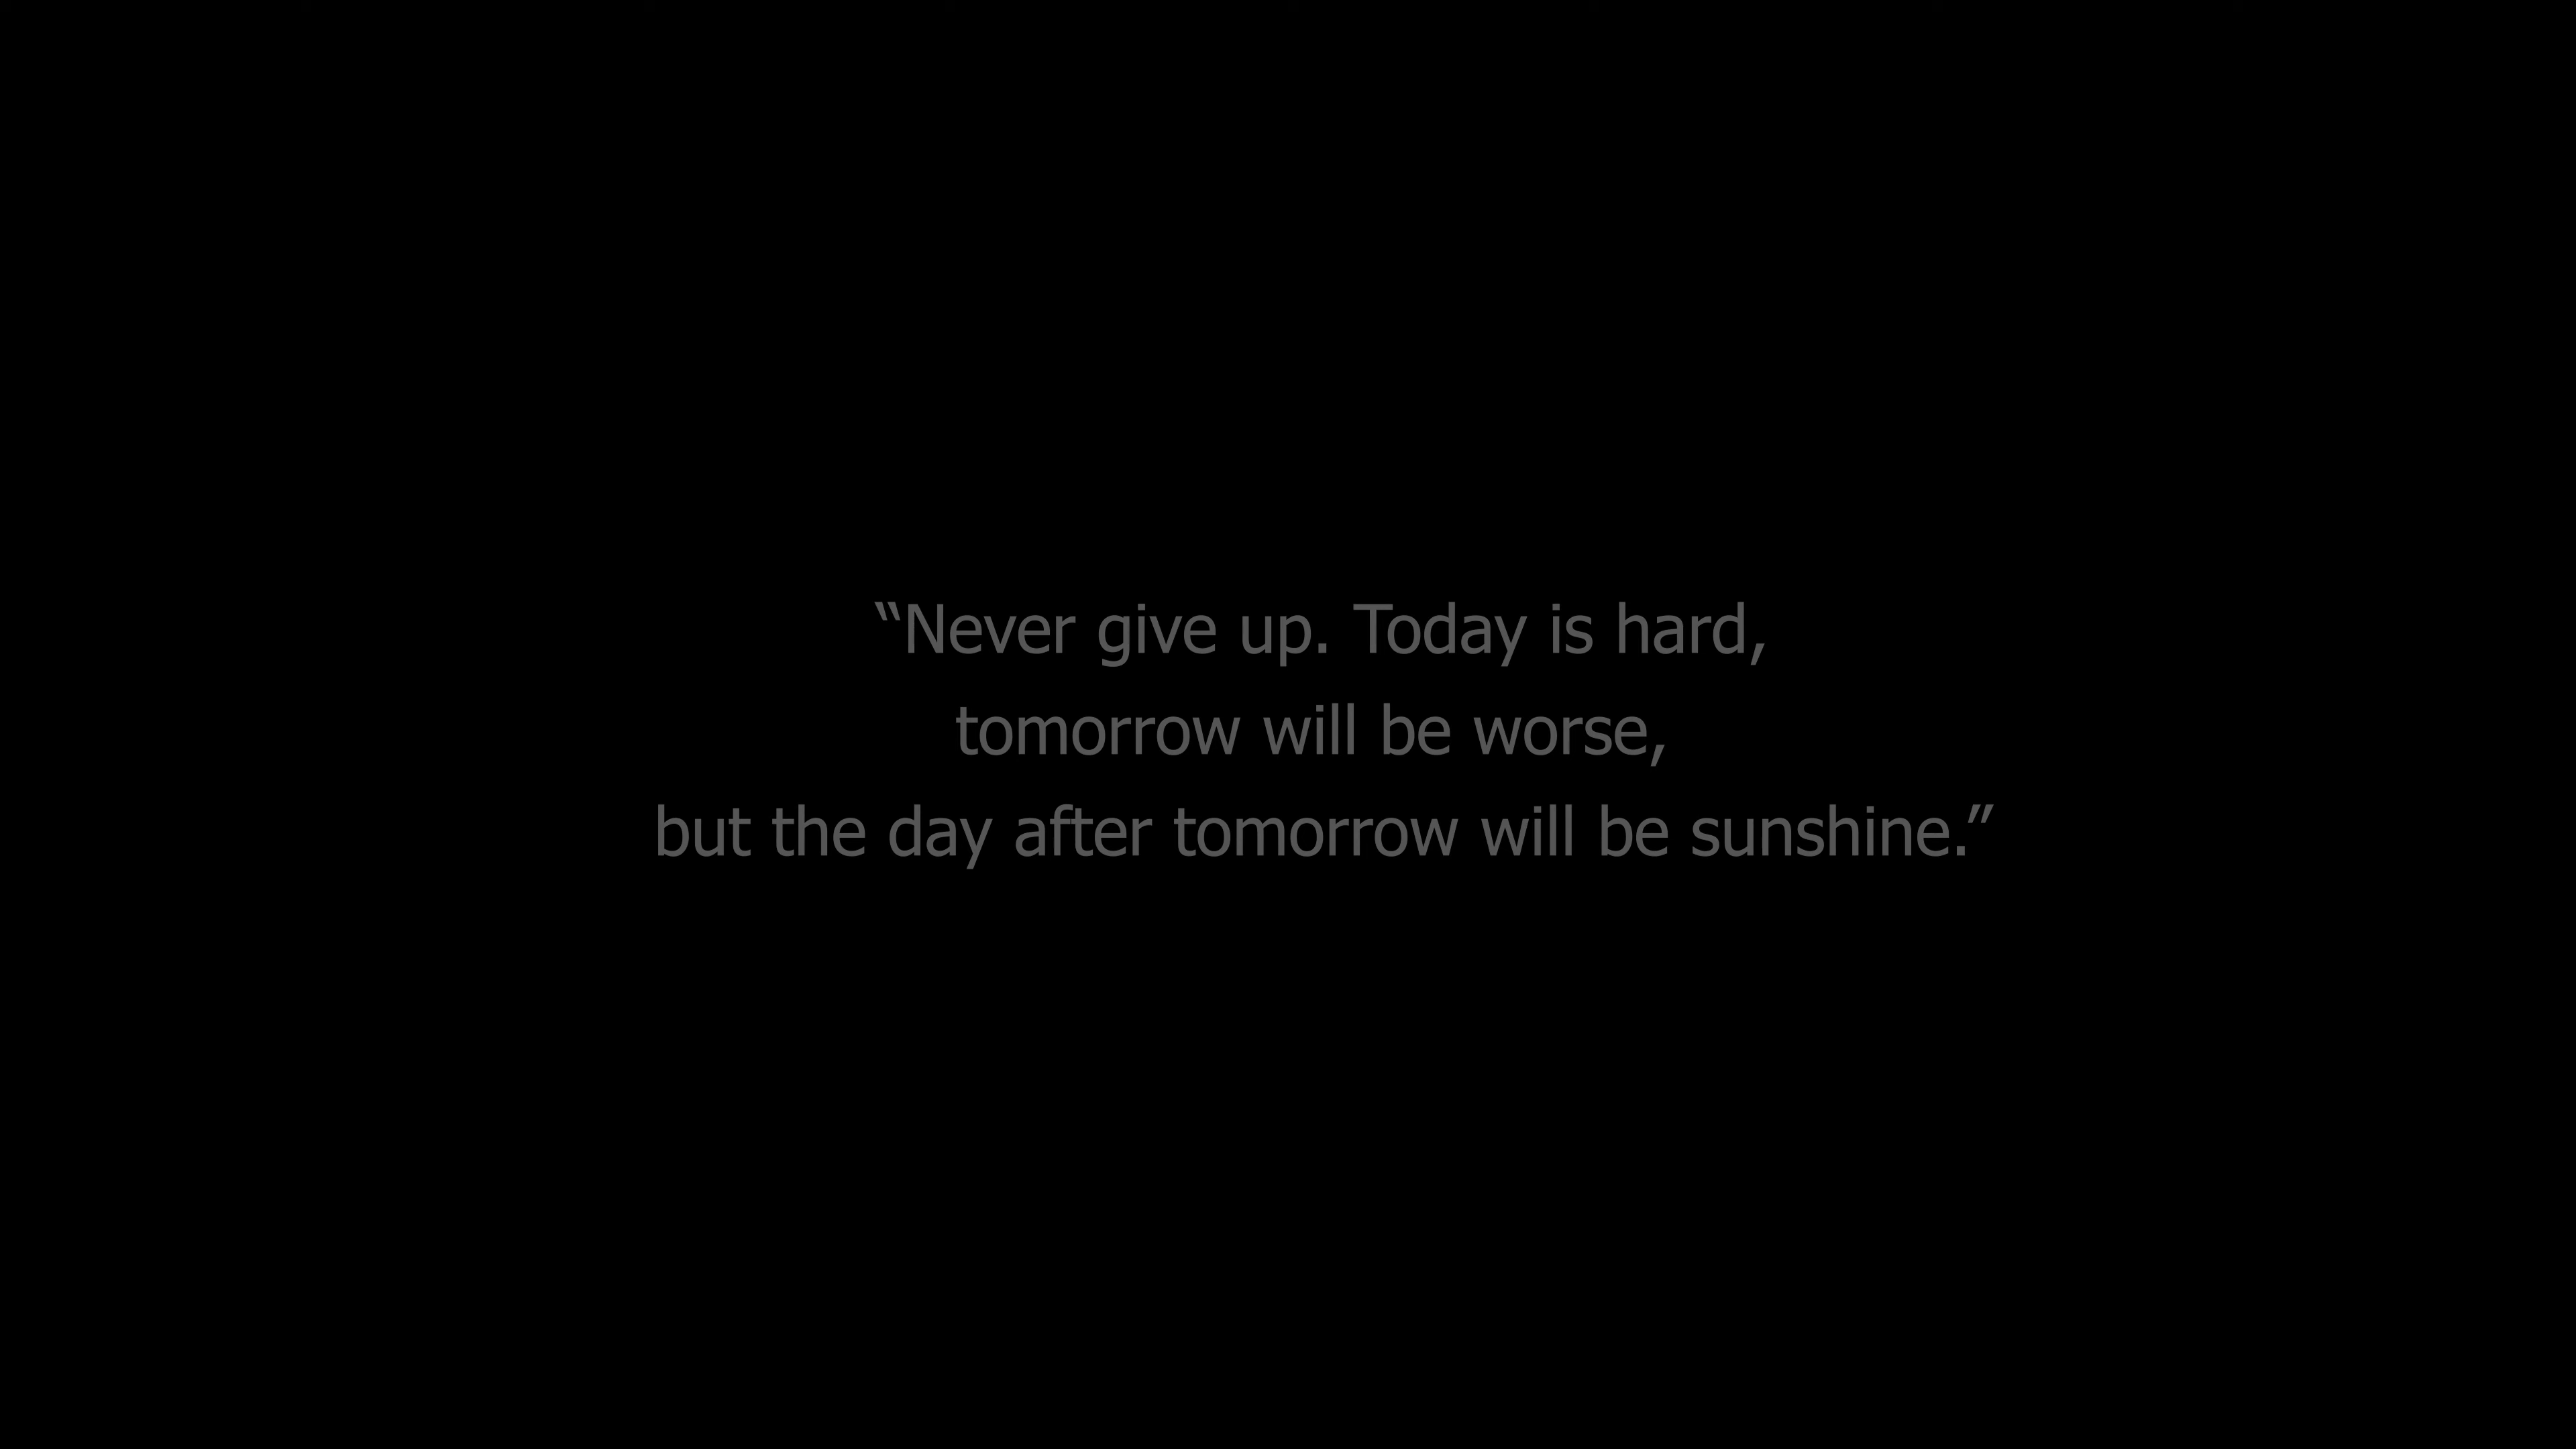 “Never give up. Today is hard,
tomorrow will be worse,
but the day after tomorrow will be sunshine.”